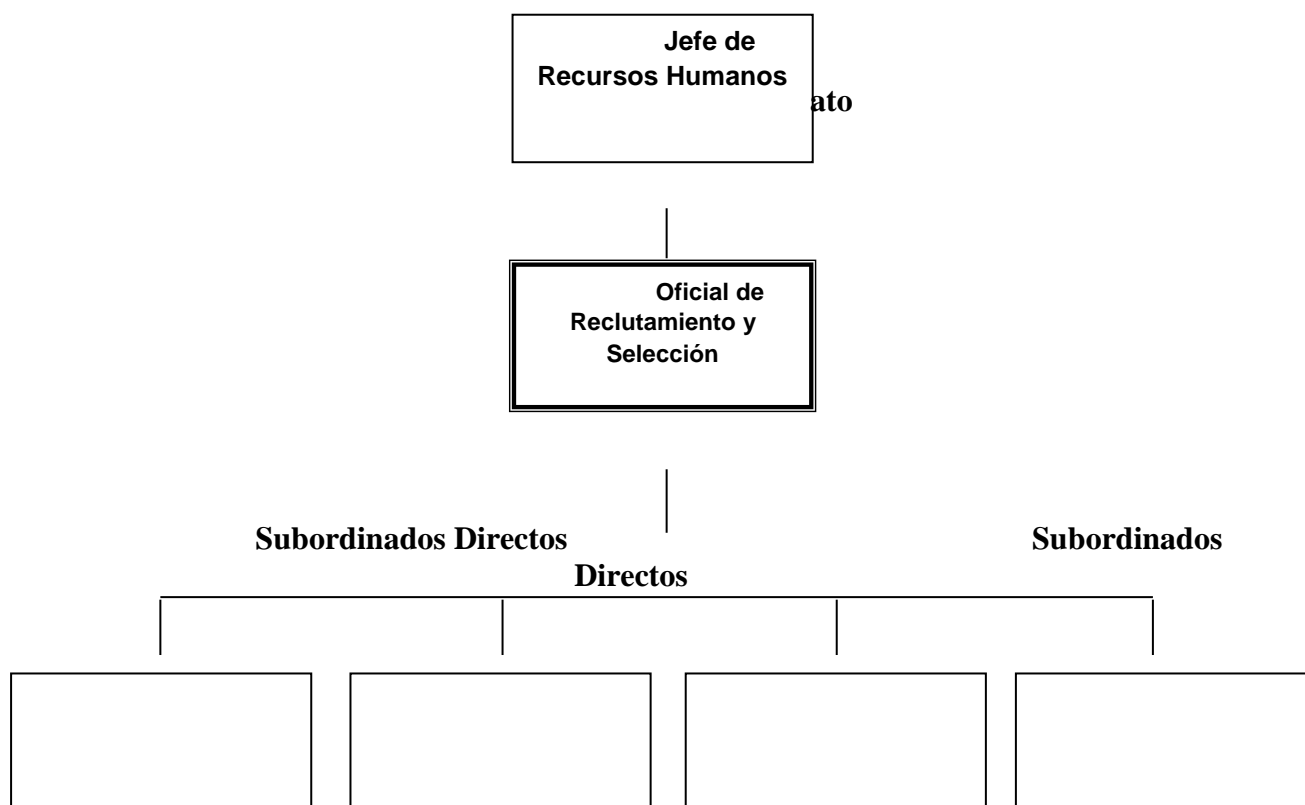 Jefe de
Recursos Humanos
ato
Oficial de
Reclutamiento y
Selección
Subordinados Directos Subordinados
Directos